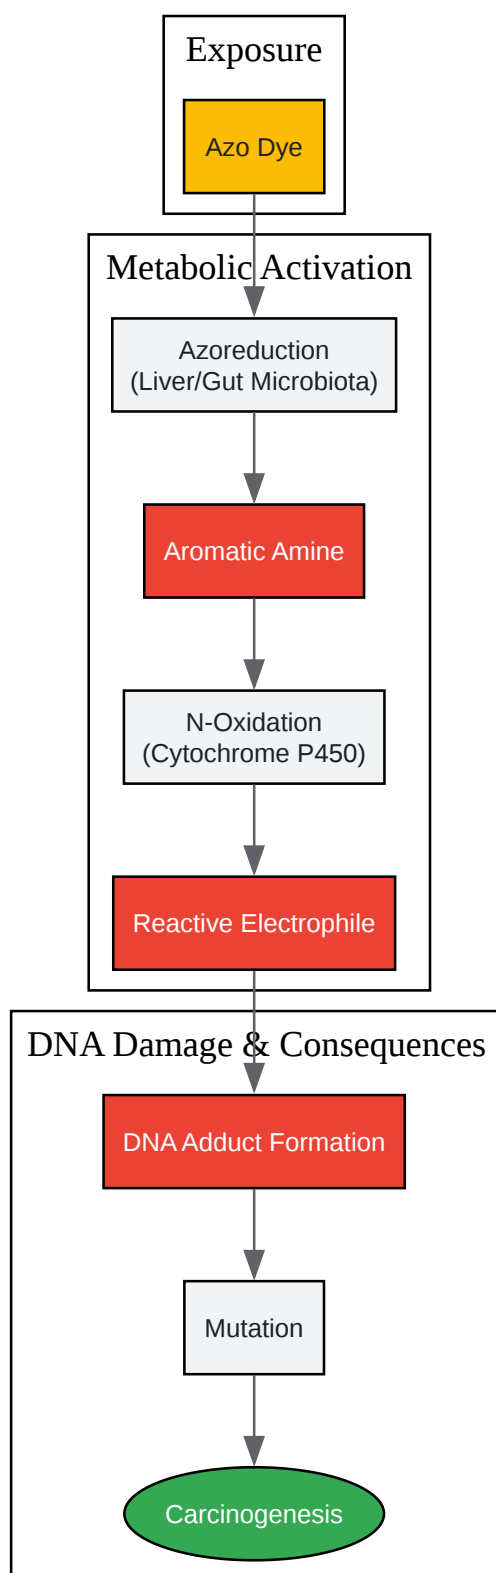 Exposure
Azo Dye
Metabolic Activation
Azoreduction
(Liver/Gut Microbiota)
Aromatic Amine
N-Oxidation
(Cytochrome P450)
Reactive Electrophile
DNA Damage & Consequences
DNA Adduct Formation
Mutation
Carcinogenesis